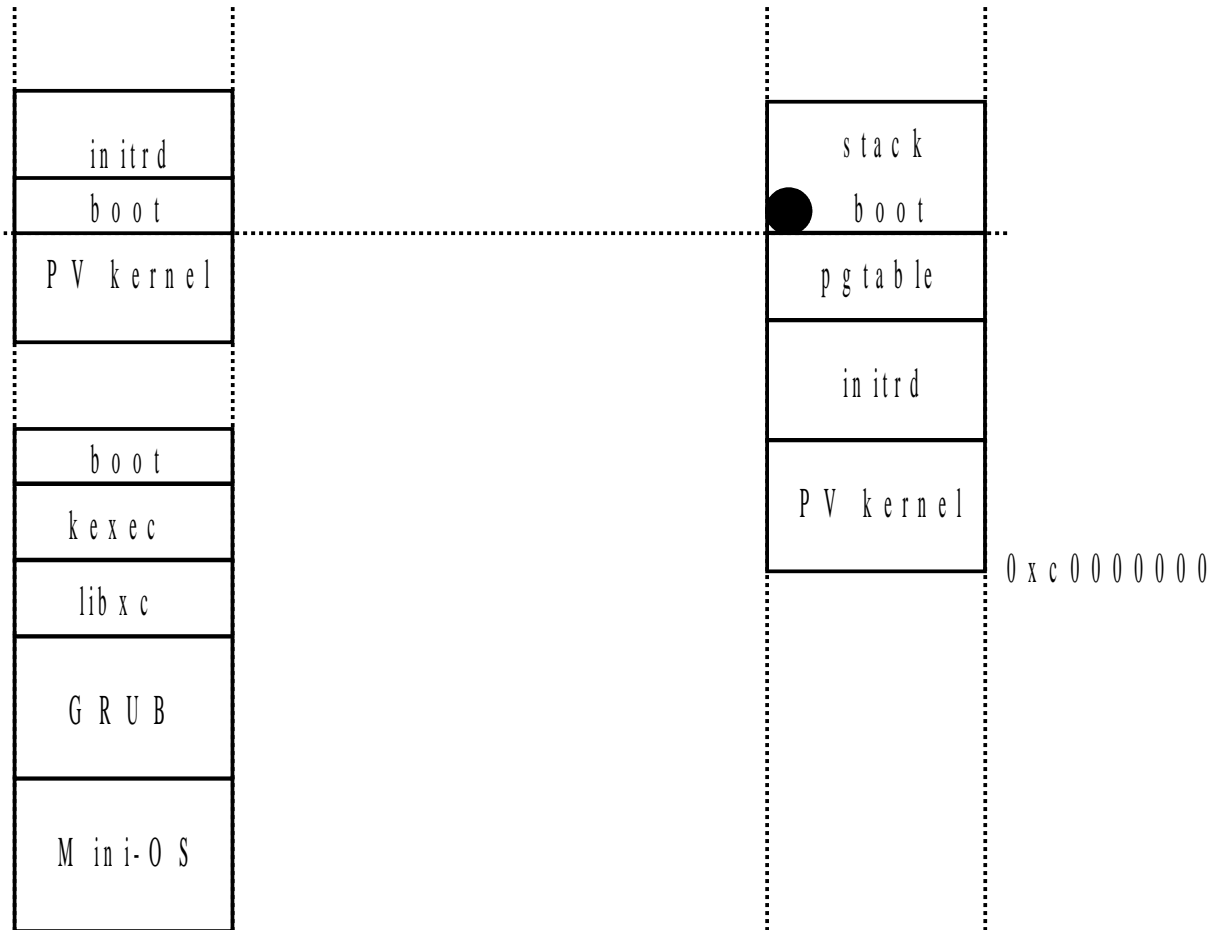 initrd
boot
PV kernel
boot
kexec
libxc
GRUB
Mini-OS
stack
boot
pgtable
initrd
PV kernel
0xc0000000